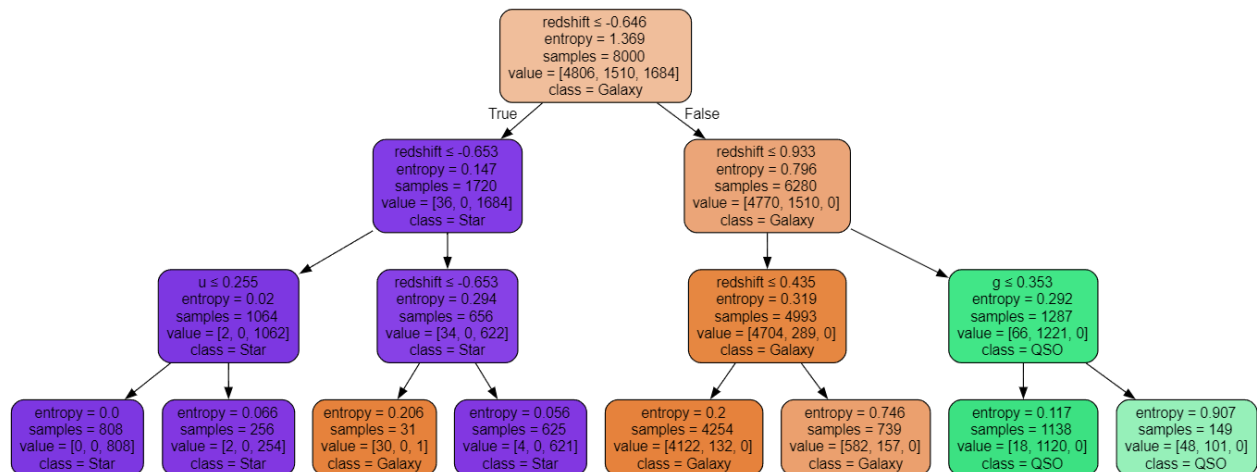 redshift ≤ -0.646
entropy = 1.369
samples = 8000
value = [4806, 1510, 1684]
class = Galaxy
True
False
redshift ≤ -0.653
entropy = 0.147
samples = 1720
value = [36, 0, 1684]
class = Star
redshift ≤ 0.933
entropy = 0.796
samples = 6280
value = [4770, 1510, 0]
class = Galaxy
u ≤ 0.255
entropy = 0.02
samples = 1064
value = [2, 0, 1062]
class = Star
redshift ≤ -0.653
entropy = 0.294
samples = 656
value = [34, 0, 622]
class = Star
redshift ≤ 0.435
entropy = 0.319
samples = 4993
value = [4704, 289, 0]
class = Galaxy
g ≤ 0.353
entropy = 0.292
samples = 1287
value = [66, 1221, 0]
class = QSO
entropy = 0.0
samples = 808
value = [0, 0, 808]
class = Star
entropy = 0.066
samples = 256
value = [2, 0, 254]
class = Star
entropy = 0.206
samples = 31
value = [30, 0, 1]
class = Galaxy
entropy = 0.056
samples = 625
value = [4, 0, 621]
class = Star
entropy = 0.2
samples = 4254
value = [4122, 132, 0]
class = Galaxy
entropy = 0.746
samples = 739
value = [582, 157, 0]
class = Galaxy
entropy = 0.117
samples = 1138
value = [18, 1120, 0]
class = QSO
entropy = 0.907
samples = 149
value = [48, 101, 0]
class = QSO